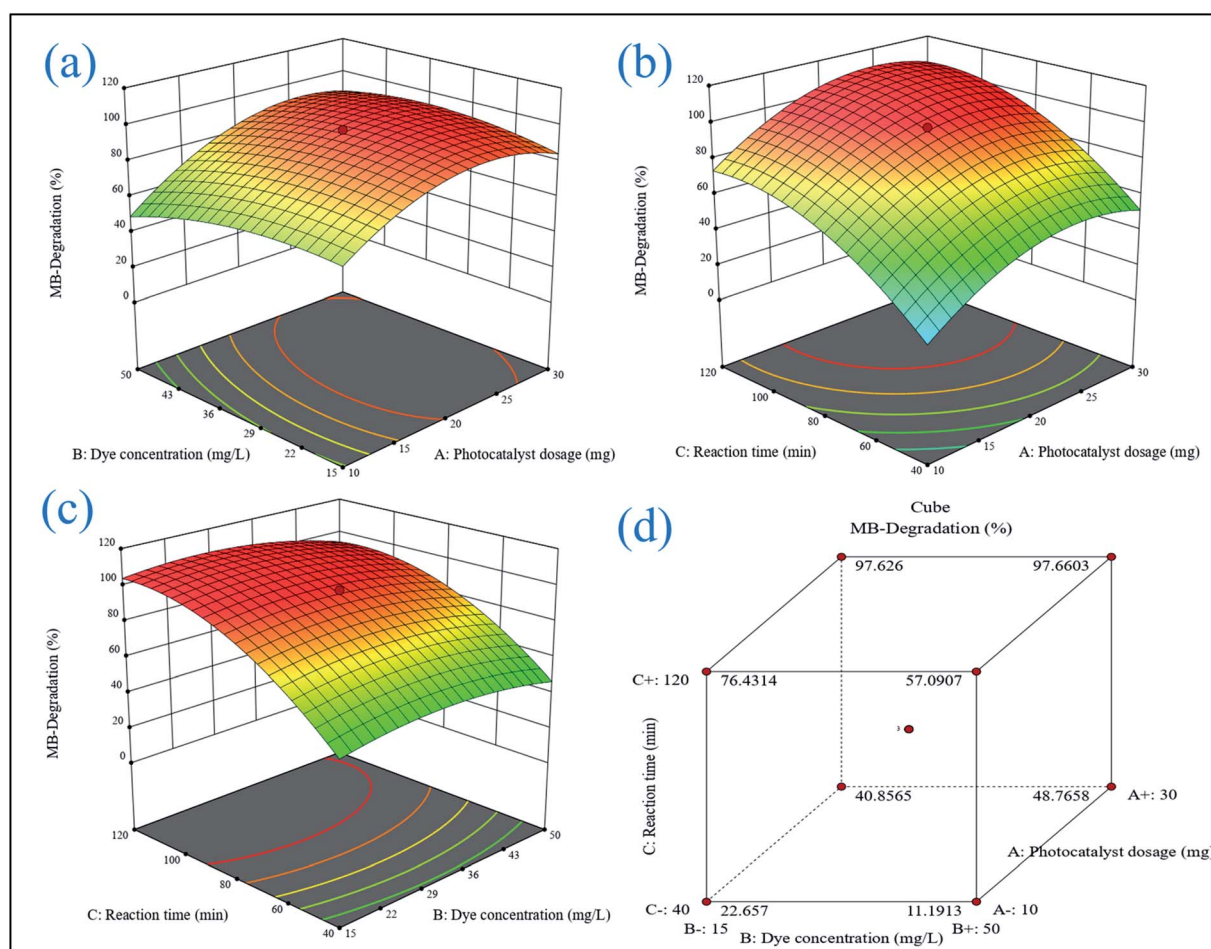 (a)
120
100
80
60
40
20
0
MB-Degradation (%)
50
43
36
29
22
15
10
15
20
25
30
B: Dye concentration (mg/L)
A: Photocatalyst dosage (mg)
(b)
120
100
80
60
40
20
0
MB-Degradation (%)
120
100
80
60
40
10
15
20
25
30
C: Reaction time (min)
A: Photocatalyst dosage (mg)
(c)
120
100
80
60
40
20
0
MB-Degradation (%)
120
100
80
60
40
15
22
29
36
43
50
C: Reaction time (min)
B: Dye concentration (mg/L)
(d)
Cube
MB-Degradation (%)
97.626
97.6603
C+: 120
76.4314
57.0907
3
C: Reaction time (min)
40.8565
48.7658
A+: 30
A: Photocatalyst dosage (mg)
C-: 40
22.657
11.1913
A-: 10
B-: 15
B+: 50
B: Dye concentration (mg/L)